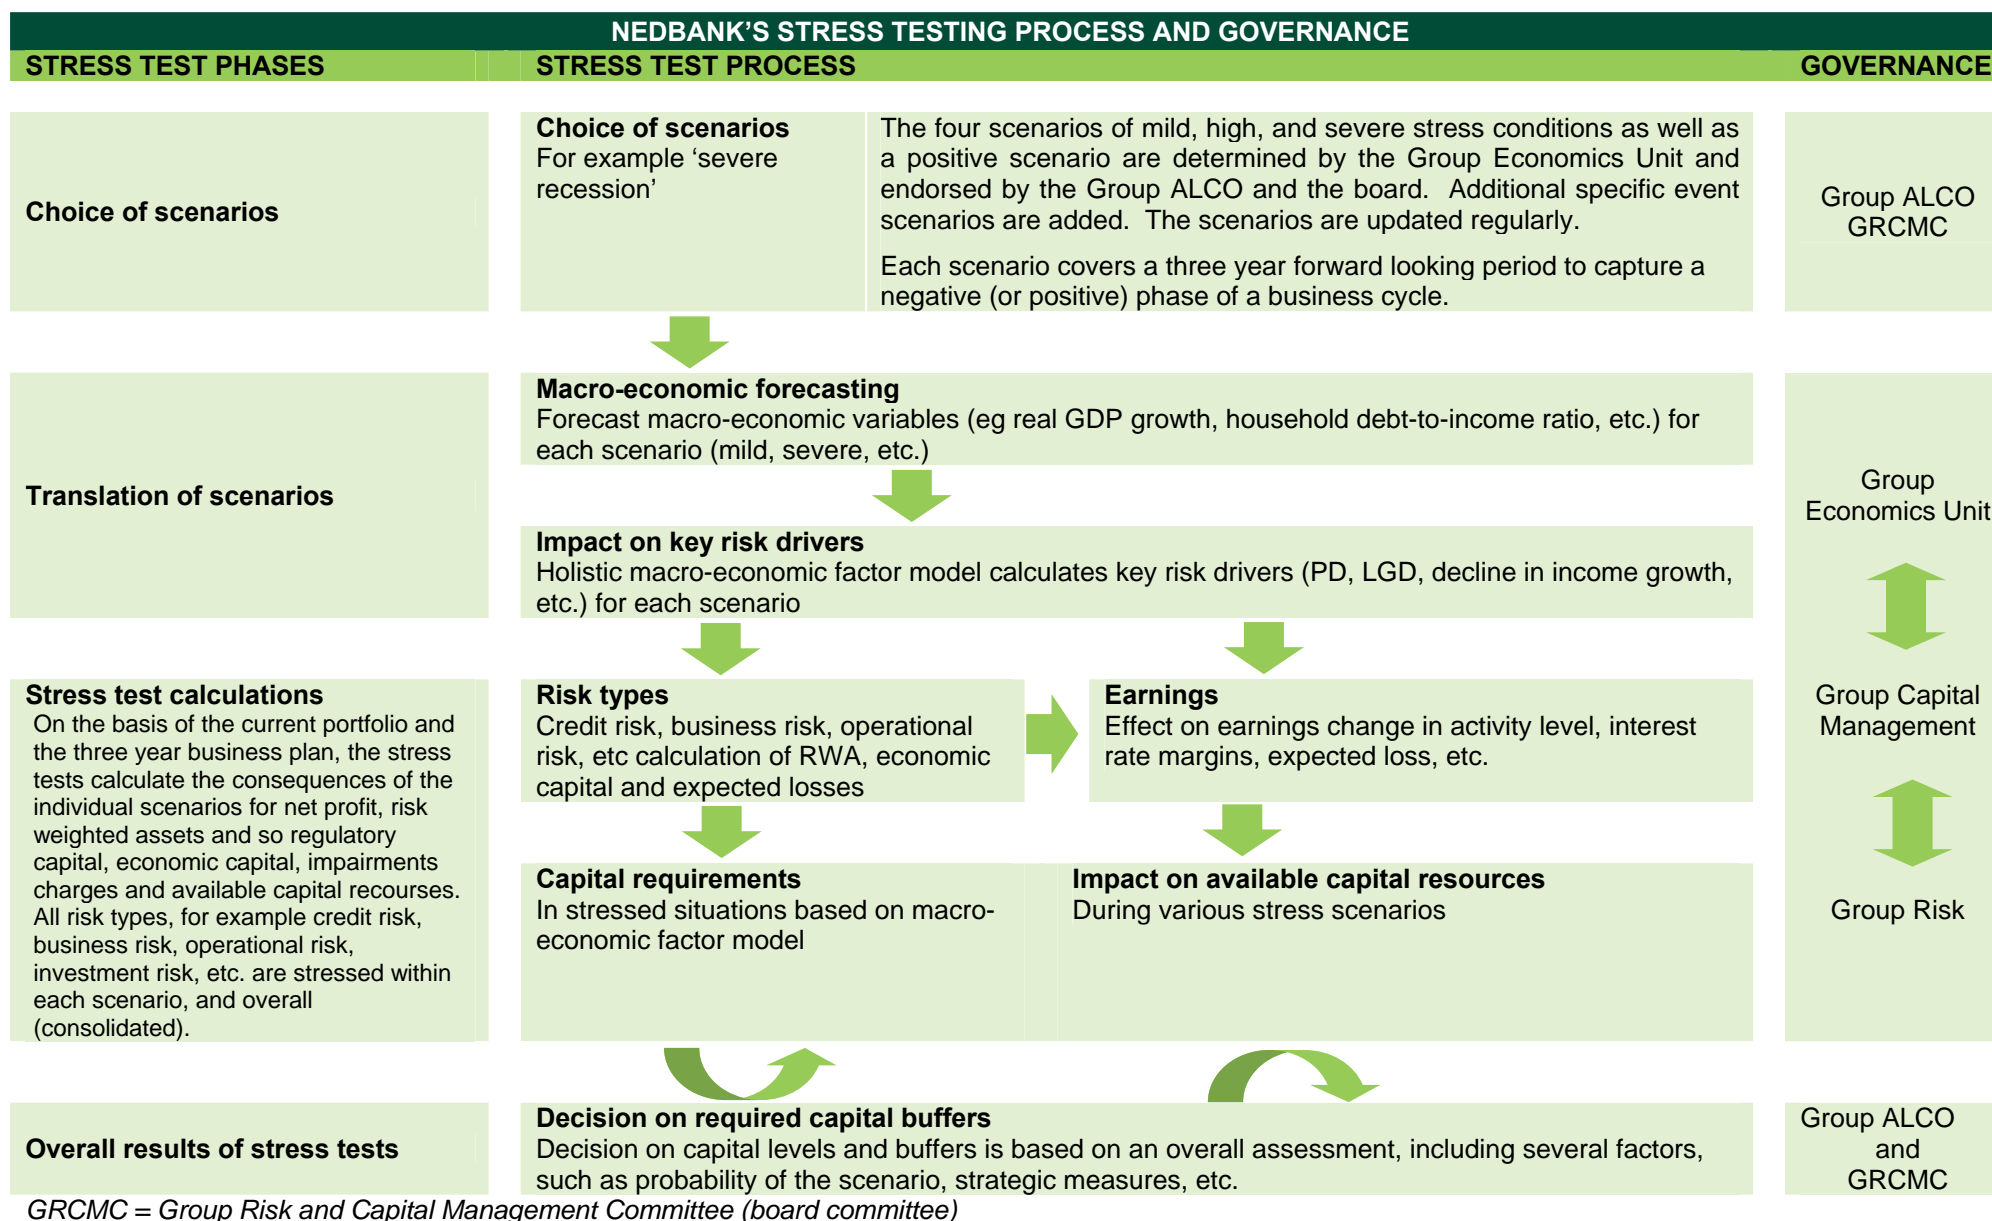 NEDBANK'S STRESS TESTING PROCESS AND GOVERNANCE
STRESS TEST PHASES
STRESS TEST PROCESS
GOVERNANCE
Choice of scenarios
Choice of scenarios
For example ‘severe
recession’
The four scenarios of mild, high, and severe stress conditions as well as
a positive scenario are determined by the Group Economics Unit and
endorsed by the Group ALCO and the board. Additional specific event
scenarios are added. The scenarios are updated regularly.
Each scenario covers a three year forward looking period to capture a
negative (or positive) phase of a business cycle.
Group ALCO
GRCMC
Translation of scenarios
Macro-economic forecasting
Forecast macro-economic variables (eg real GDP growth, household debt-to-income ratio, etc.) for
each scenario (mild, severe, etc.)
Impact on key risk drivers
Holistic macro-economic factor model calculates key risk drivers (PD, LGD, decline in income growth,
etc.) for each scenario
Group
Economics Unit
Stress test calculations
On the basis of the current portfolio and
the three year business plan, the stress
tests calculate the consequences of the
individual scenarios for net profit, risk
weighted assets and so regulatory
capital, economic capital, impairments
charges and available capital recourses.
All risk types, for example credit risk,
business risk, operational risk,
investment risk, etc. are stressed within
each scenario, and overall
(consolidated).
Risk types
Credit risk, business risk, operational
risk, etc calculation of RWA, economic
capital and expected losses
Earnings
Effect on earnings change in activity level, interest
rate margins, expected loss, etc.
Group Capital
Management
Capital requirements
In stressed situations based on macro-
economic factor model
Impact on available capital resources
During various stress scenarios
Group Risk
Overall results of stress tests
Decision on required capital buffers
Decision on capital levels and buffers is based on an overall assessment, including several factors,
such as probability of the scenario, strategic measures, etc.
Group ALCO
and
GRCMC
GRCMC = Group Risk and Capital Management Committee (board committee)